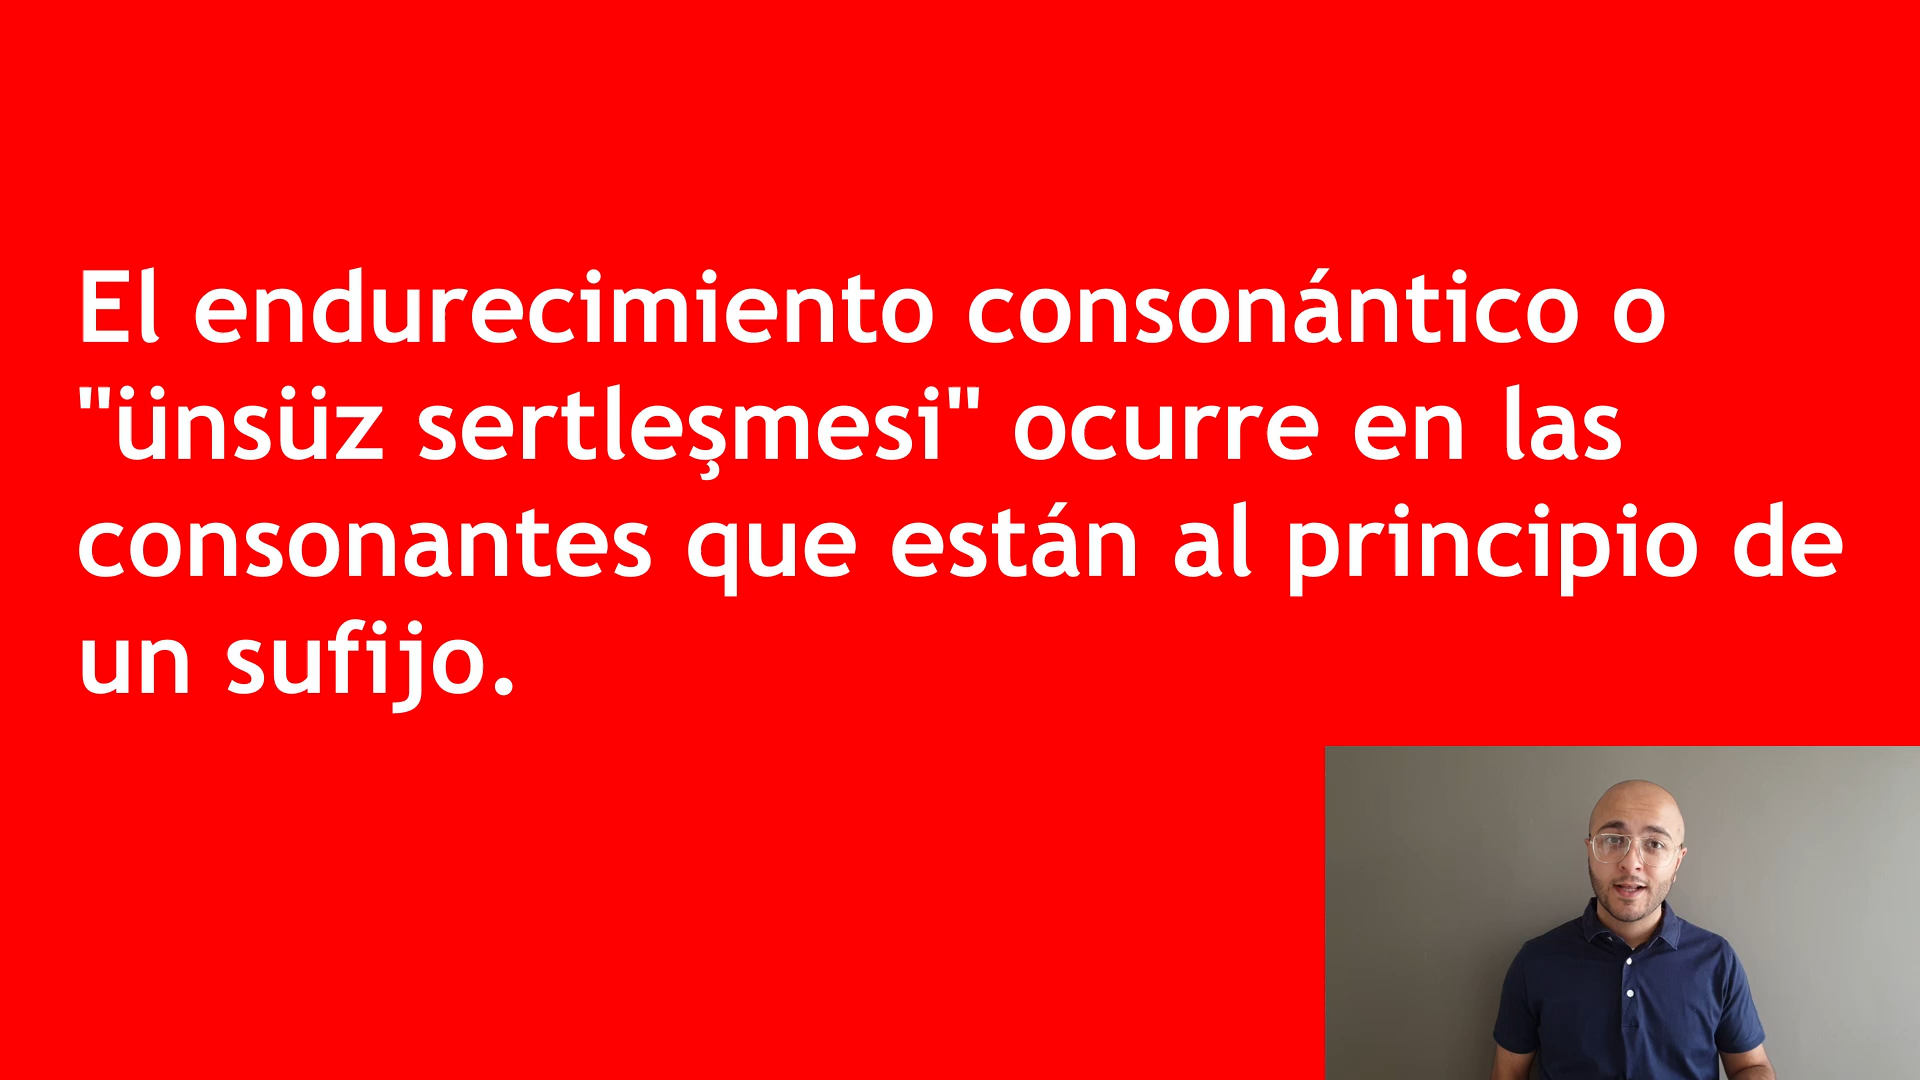 El endurecimiento consonántico o
"ünsüz sertleşmesi" ocurre en las
consonantes que están al principio de
un sufijo.